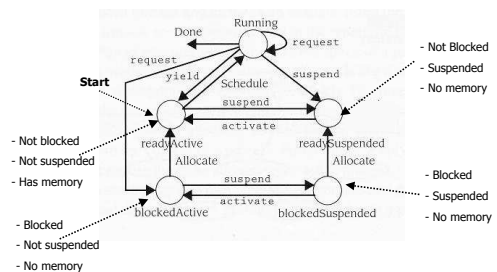 Running
Done
request
request
yield
Schedule
suspend
Start
suspend
activate
readyActive
readySuspended
Allocate
Allocate
suspend
activate
blockedActive
blockedSuspended
- Not Blocked
- Suspended
- No memory
- Not blocked
- Not suspended
- Has memory
- Blocked
- Suspended
- No memory
- Blocked
- Not suspended
- No memory